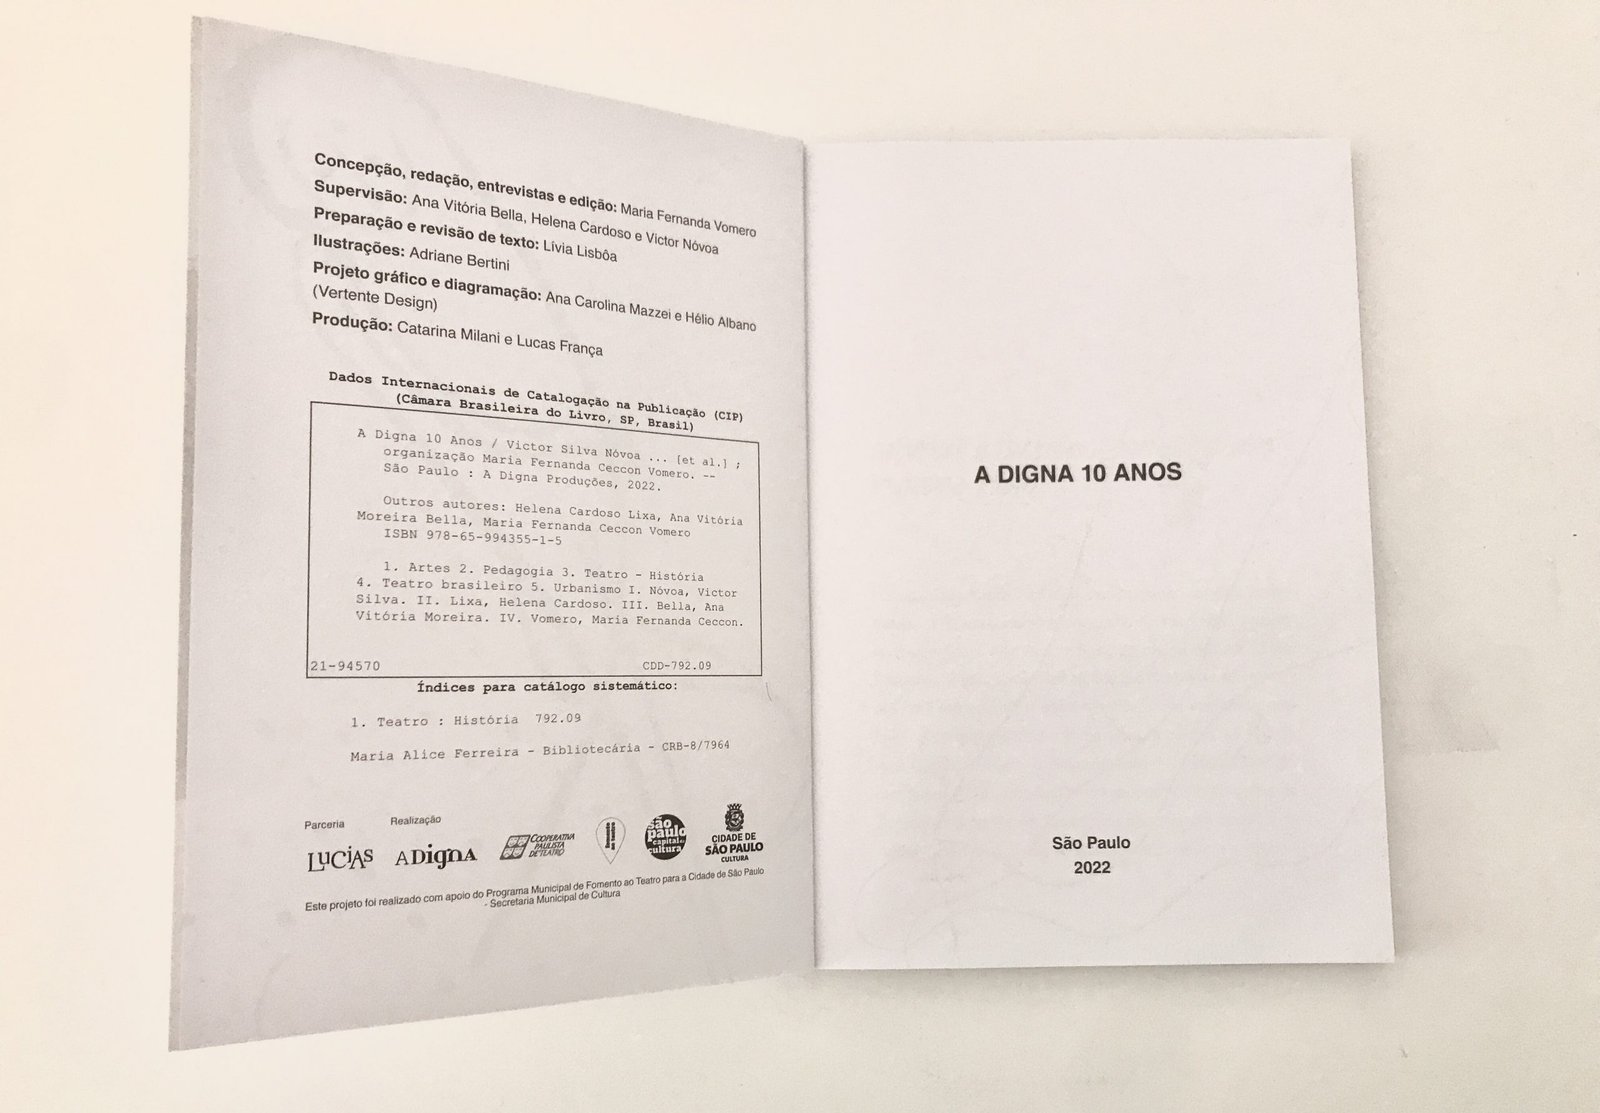 Concepção, redação, entrevistas e edição: Maria Fernanda Vomero
Supervisão: Ana Vitória Bella, Helena Cardoso e Victor Nóvoa
Preparação e revisão de texto: Lívia Lisbôa
Ilustrações: Adriane Bertini
Projeto gráfico e diagramação: Ana Carolina Mazzei e Hélio Albano
(Vertente Design)
Produção: Catarina Milani e Lucas França
Dados Internacionais de Catalogação na Publicação (CIP)
(Câmara Brasileira do Livro, SP, Brasil)
A Digna 10 Anos / Victor Silva Nóvoa ... [et al.] ;
organização Maria Fernanda Ceccon Vomero. --
São Paulo : A Digna Produções, 2022.
Outros autores: Helena Cardoso Lixa, Ana Vitória
Moreira Bella, Maria Fernanda Ceccon Vomero
ISBN 978-65-994355-1-5
1. Artes 2. Pedagogia 3. Teatro - História
4. Teatro brasileiro 5. Urbanismo I. Nóvoa, Victor
Silva. II. Lixa, Helena Cardoso. III. Bella, Ana
Vitória Moreira. IV. Vomero, Maria Fernanda Ceccon.
21-94570 CDD-792.09
Índices para catálogo sistemático:
1. Teatro : História 792.09
Maria Alice Ferreira - Bibliotecária - CRB-8/7964
Parceria Realização
LUCIAS
A DIGNA
COOPERATIVA
PAULISTA
DE TEATRO
fomento
ao teatro
são
paulo
capital da
cultura
CIDADE DE
SÃO PAULO
CULTURA
Este projeto foi realizado com apoio do Programa Municipal de Fomento ao Teatro para a Cidade de São Paulo
- Secretaria Municipal de Cultura
A DIGNA 10 ANOS
São Paulo
2022